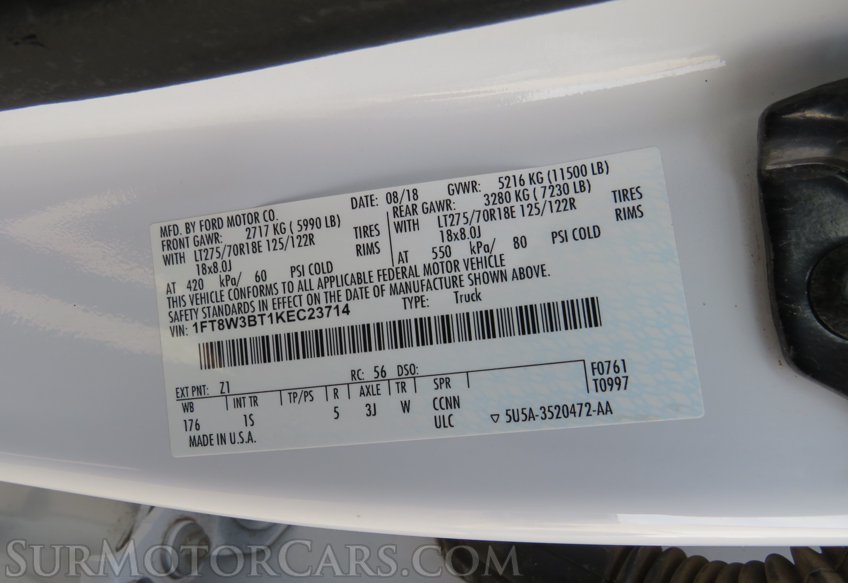 MFD. BY FORD MOTOR CO. DATE: 08/18 GVWR: 5216 KG (11500 LB)
FRONT GAWR: 2717 KG (5990 LB) REAR GAWR: 3280 KG (7230 LB)
WITH LT275/70R18E 125/122R TIRES WITH LT275/70R18E 125/122R TIRES
18x8.0J RIMS 18x8.0J RIMS
AT 420 kPa/ 60 PSI COLD AT 550 kPa/ 80 PSI COLD
THIS VEHICLE CONFORMS TO ALL APPLICABLE FEDERAL MOTOR VEHICLE
SAFETY STANDARDS IN EFFECT ON THE DATE OF MANUFACTURE SHOWN ABOVE.
VIN: 1FT8W3BT1KEC23714 TYPE: Truck
EXT PNT: Z1 RC: 56 DSO: F0761
WB INT TR TP/PS R AXLE TR SPR T0997
176 1S 5 3J W CCNN
MADE IN U.S.A. ULC ▽ 5U5A-3520472-AA
SurMotorCars.com